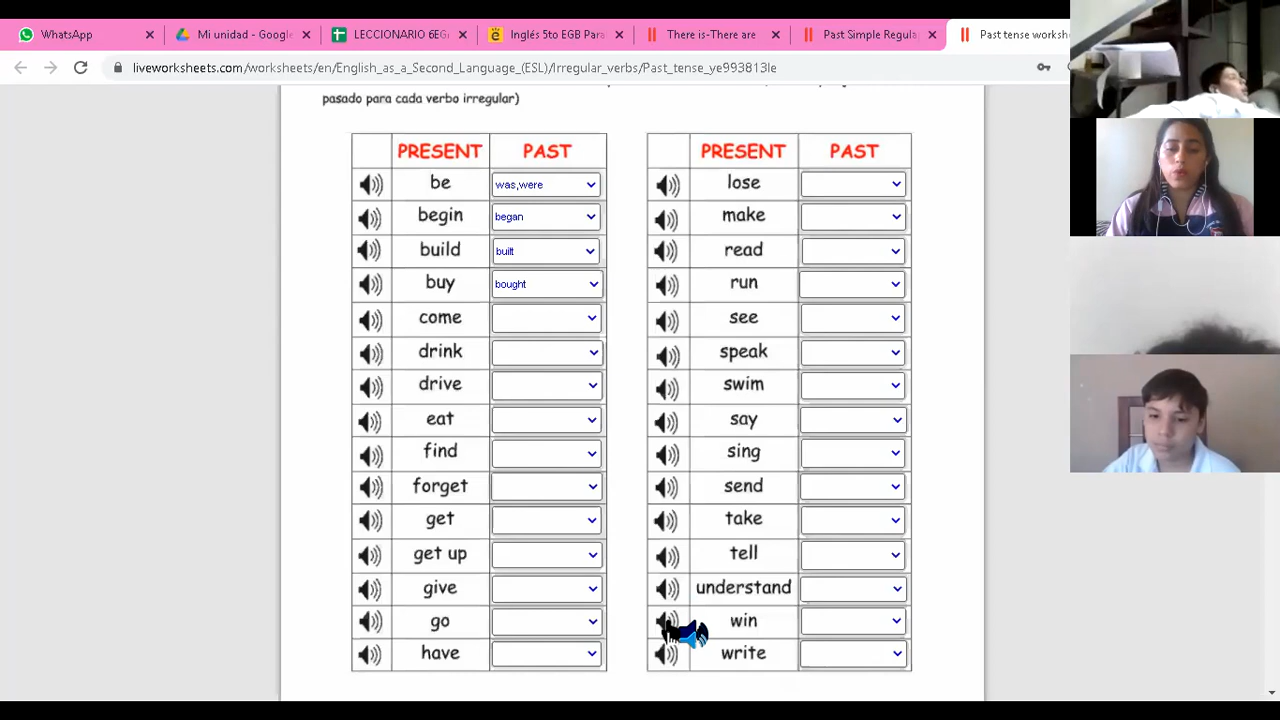 WhatsApp
Mi unidad - Google
LECCIONARIO 6EG
Inglés 5to EGB Para
There is-There are
Past Simple Regula
Past tense worksh
liveworksheets.com/worksheets/en/English_as_a_Second_Language_(ESL)/Irregular_verbs/Past_tense_ye993813le
pasado para cada verbo irregular)
PRESENT PAST
be was,were
begin began
build built
buy bought
come
drink
drive
eat
find
forget
get
get up
give
go
have
PRESENT PAST
lose
make
read
run
see
speak
swim
say
sing
send
take
tell
understand
win
write